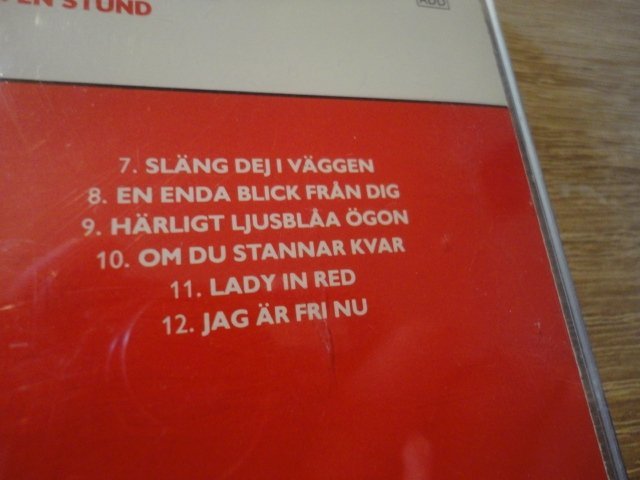 EN STUND
ADD
7. SLÄNG DEJ I VÄGGEN
8. EN ENDA BLICK FRÅN DIG
9. HÄRLIGT LJUSBLÅA ÖGON
10. OM DU STANNAR KVAR
11. LADY IN RED
12. JAG ÄR FRI NU